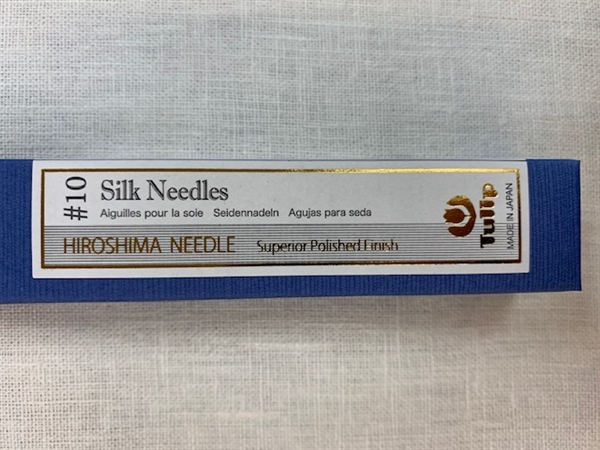 #10
Silk Needles
Aiguilles pour la soie Seidennadeln Agujas para seda
HIROSHIMA NEEDLE Superior Polished Finish
Tulip
MADE IN JAPAN